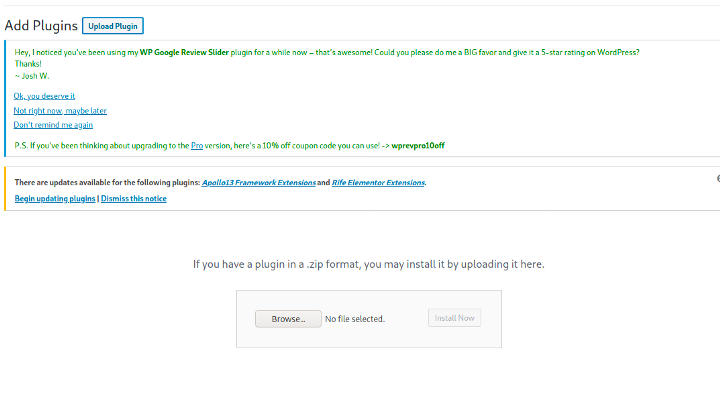 Add Plugins Upload Plugin
Hey, I noticed you've been using my WP Google Review Slider plugin for a while now – that's awesome! Could you please do me a BIG favor and give it a 5-star rating on WordPress?
Thanks!
~ Josh W.
Ok, you deserve it
Not right now, maybe later
Don't remind me again
P.S. If you've been thinking about upgrading to the Pro version, here's a 10% off coupon code you can use! -> wprevpro10off
There are updates available for the following plugins: Apollo13 Framework Extensions and Rife Elementor Extensions.
Begin updating plugins | Dismiss this notice
If you have a plugin in a .zip format, you may install it by uploading it here.
Browse... No file selected. Install Now